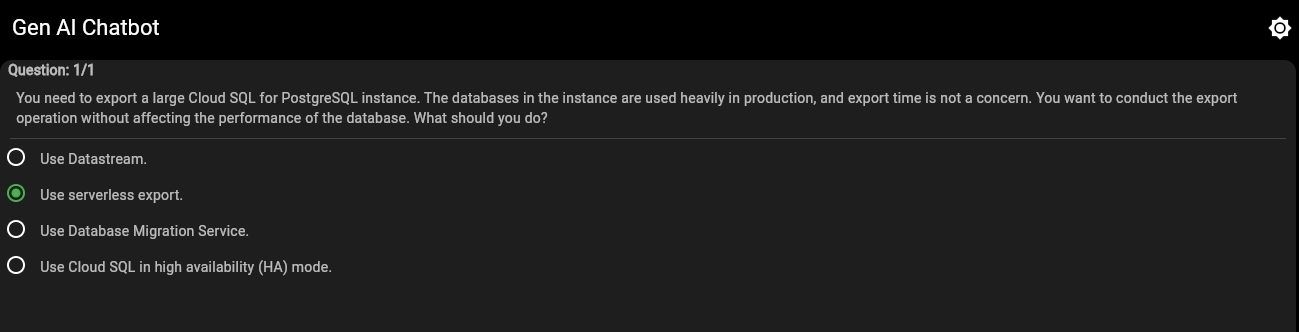 Gen AI Chatbot
Question: 1/1
You need to export a large Cloud SQL for PostgreSQL instance. The databases in the instance are used heavily in production, and export time is not a concern. You want to conduct the export
operation without affecting the performance of the database. What should you do?
Use Datastream.
Use serverless export.
Use Database Migration Service.
Use Cloud SQL in high availability (HA) mode.